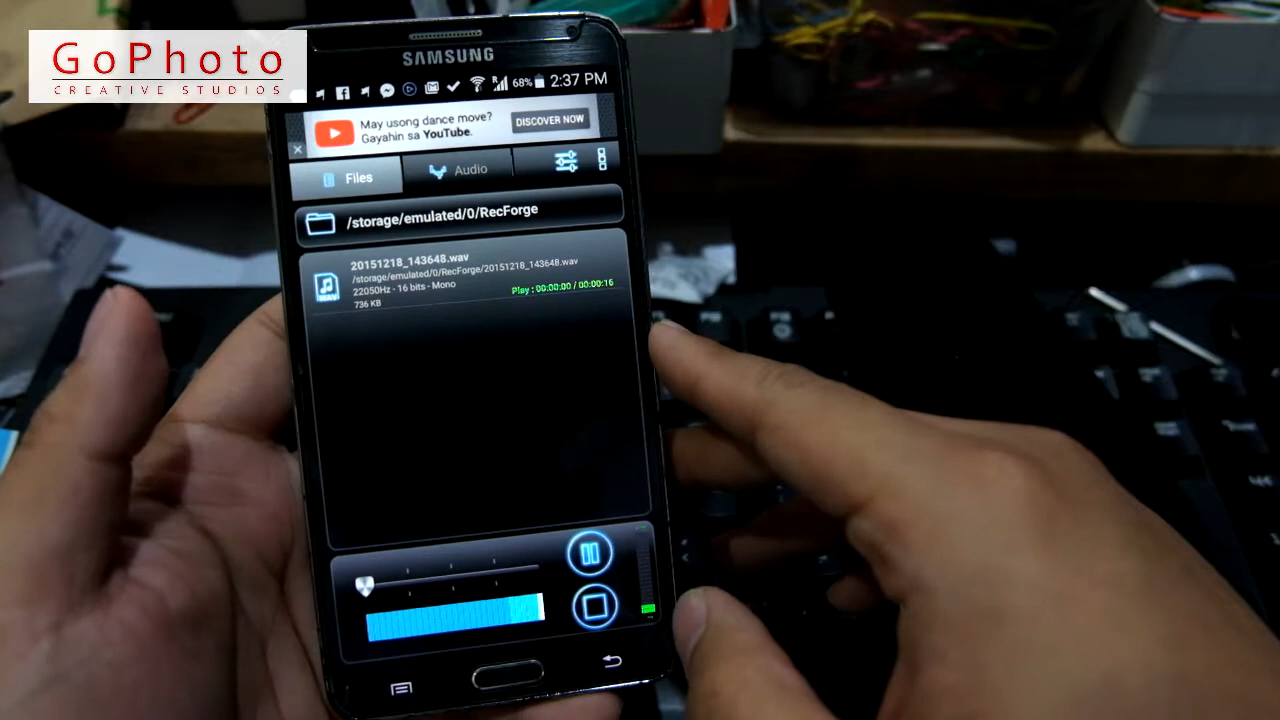 GoPhoto
CREATIVE STUDIOS
SAMSUNG
68% 2:37 PM
May usong dance move?
Gayahin sa YouTube.
DISCOVER NOW
Files
Audio
/storage/emulated/0/RecForge
20151218_143648.wav
/storage/emulated/0/RecForge/20151218_143648.wav
22050Hz - 16 bits - Mono
Play : 00:00:00 / 00:00:16
736 KB
WAV